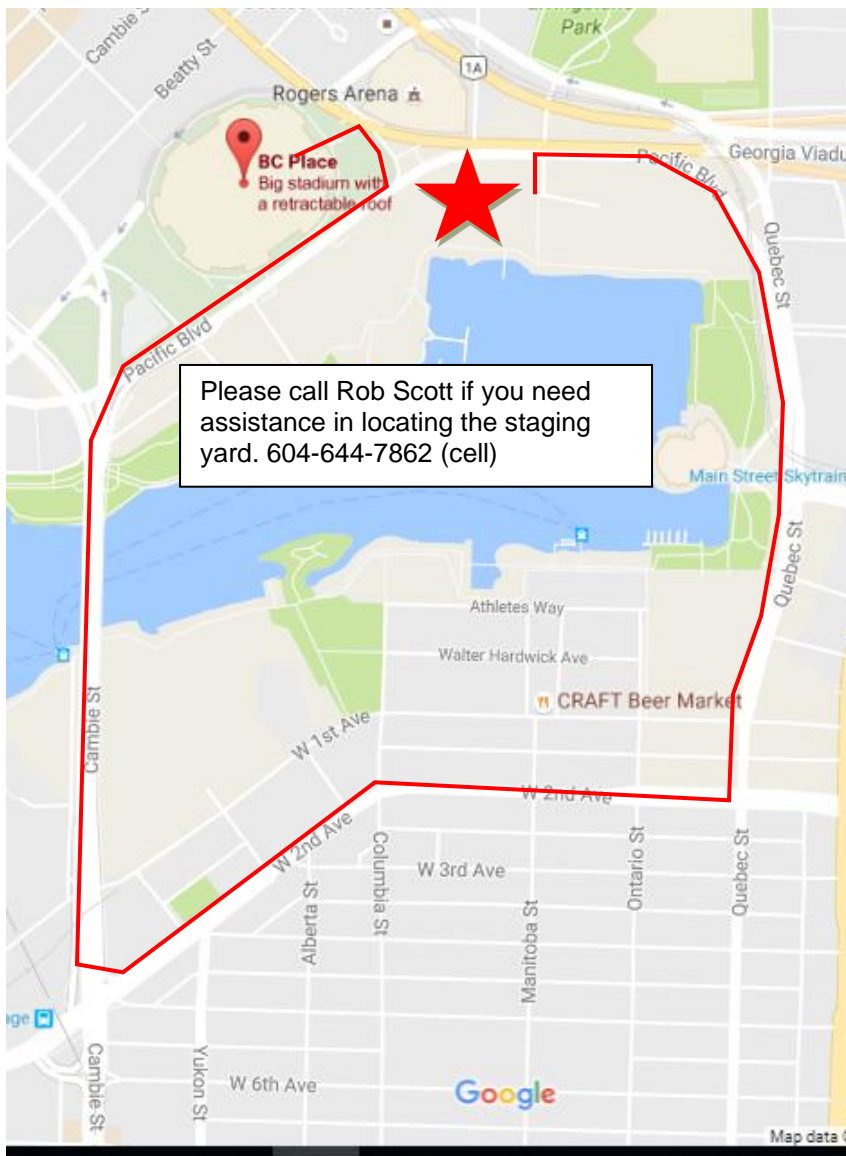 Park
Cambie
Beatty St
1A
Rogers Arena
BC Place
Big stadium with
a retractable roof
Pacific Blvd
Georgia Viadu
Quebec St
Pacific Blvd
Please call Rob Scott if you need
assistance in locating the staging
yard. 604-644-7862 (cell)
Main Street Skytrain
Quebec St
Athletes Way
Walter Hardwick Ave
CRAFT Beer Market
Cambie St
W 1st Ave
W 2nd Ave
W 2nd Ave
Columbia St
W 3rd Ave
Ontario St
Quebec St
Alberta St
Manitoba St
age
Cambie St
Yukon St
W 6th Ave
Google
Map data ©